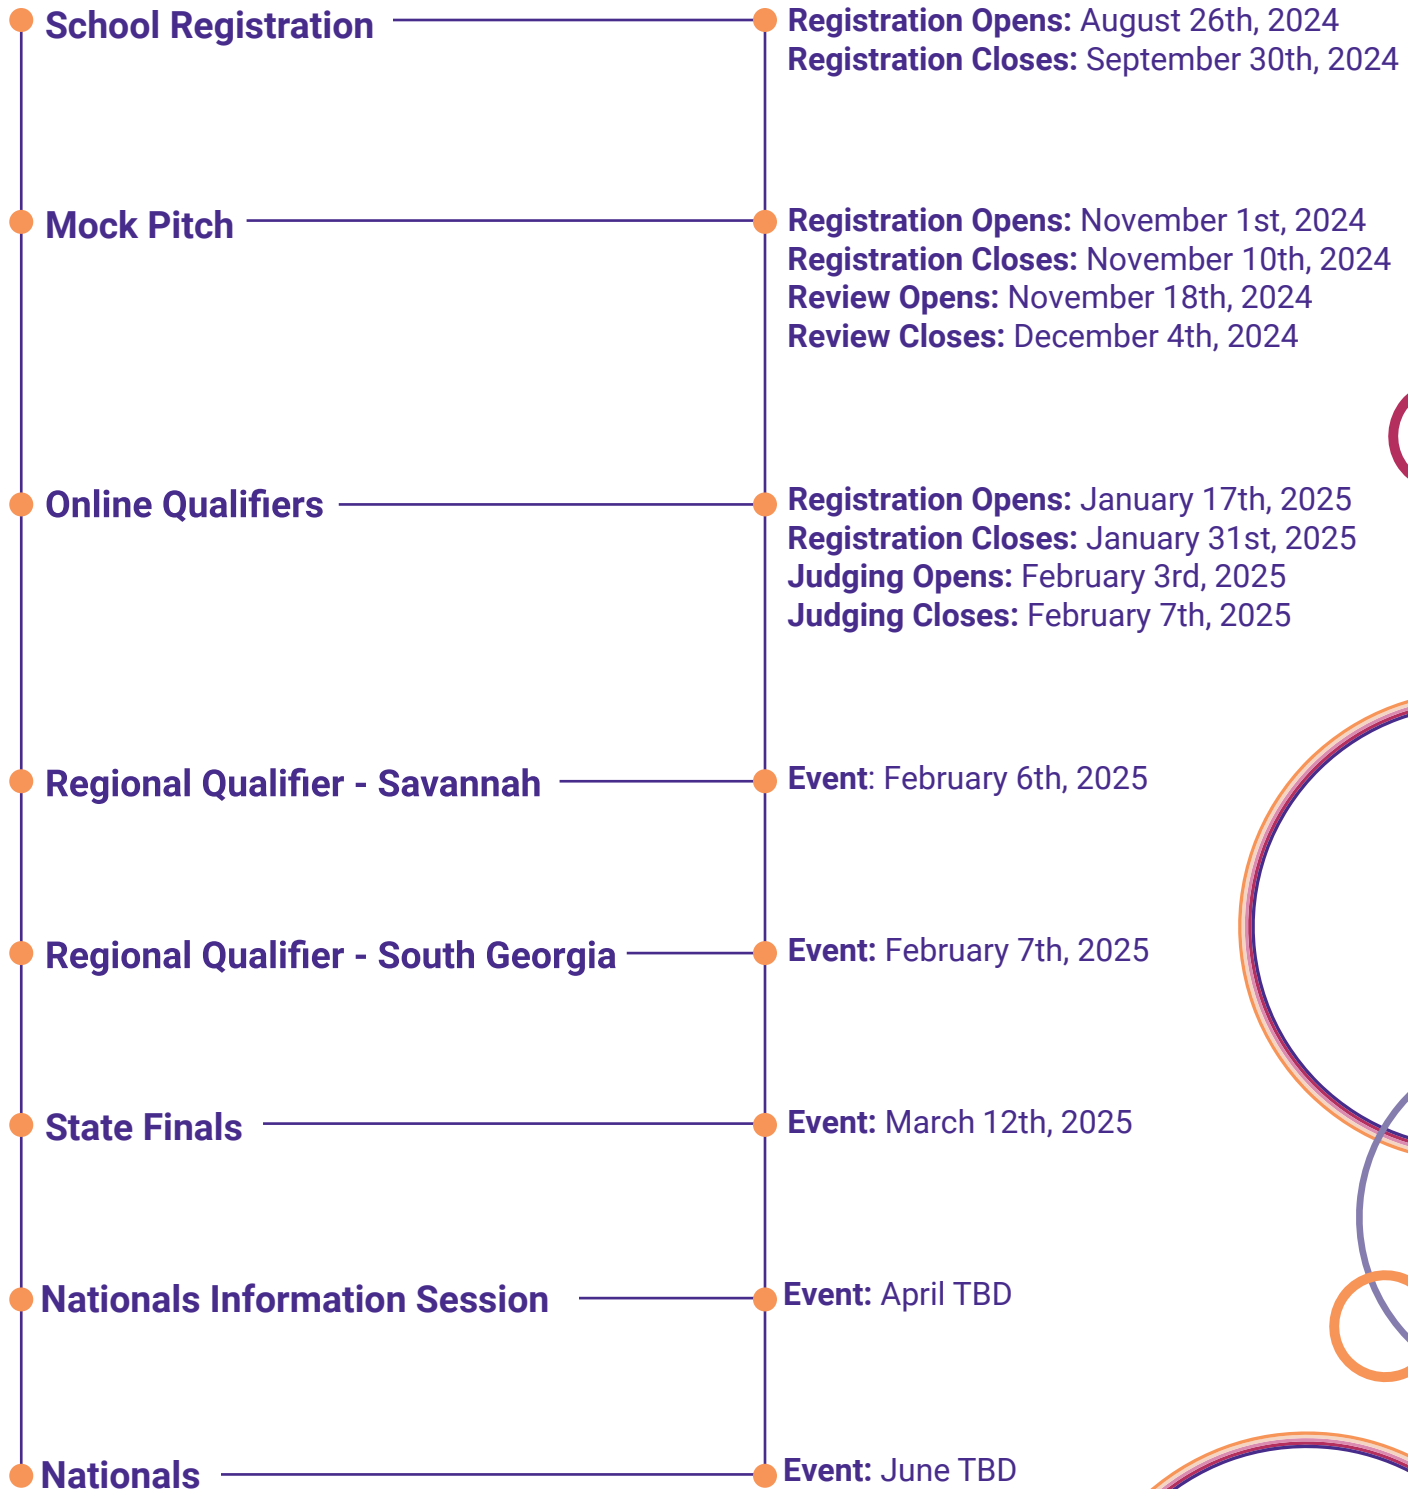 School Registration
Registration Opens: August 26th, 2024
Registration Closes: September 30th, 2024
Mock Pitch
Registration Opens: November 1st, 2024
Registration Closes: November 10th, 2024
Review Opens: November 18th, 2024
Review Closes: December 4th, 2024
Online Qualifiers
Registration Opens: January 17th, 2025
Registration Closes: January 31st, 2025
Judging Opens: February 3rd, 2025
Judging Closes: February 7th, 2025
Regional Qualifier - Savannah
Event: February 6th, 2025
Regional Qualifier - South Georgia
Event: February 7th, 2025
State Finals
Event: March 12th, 2025
Nationals Information Session
Event: April TBD
Nationals
Event: June TBD